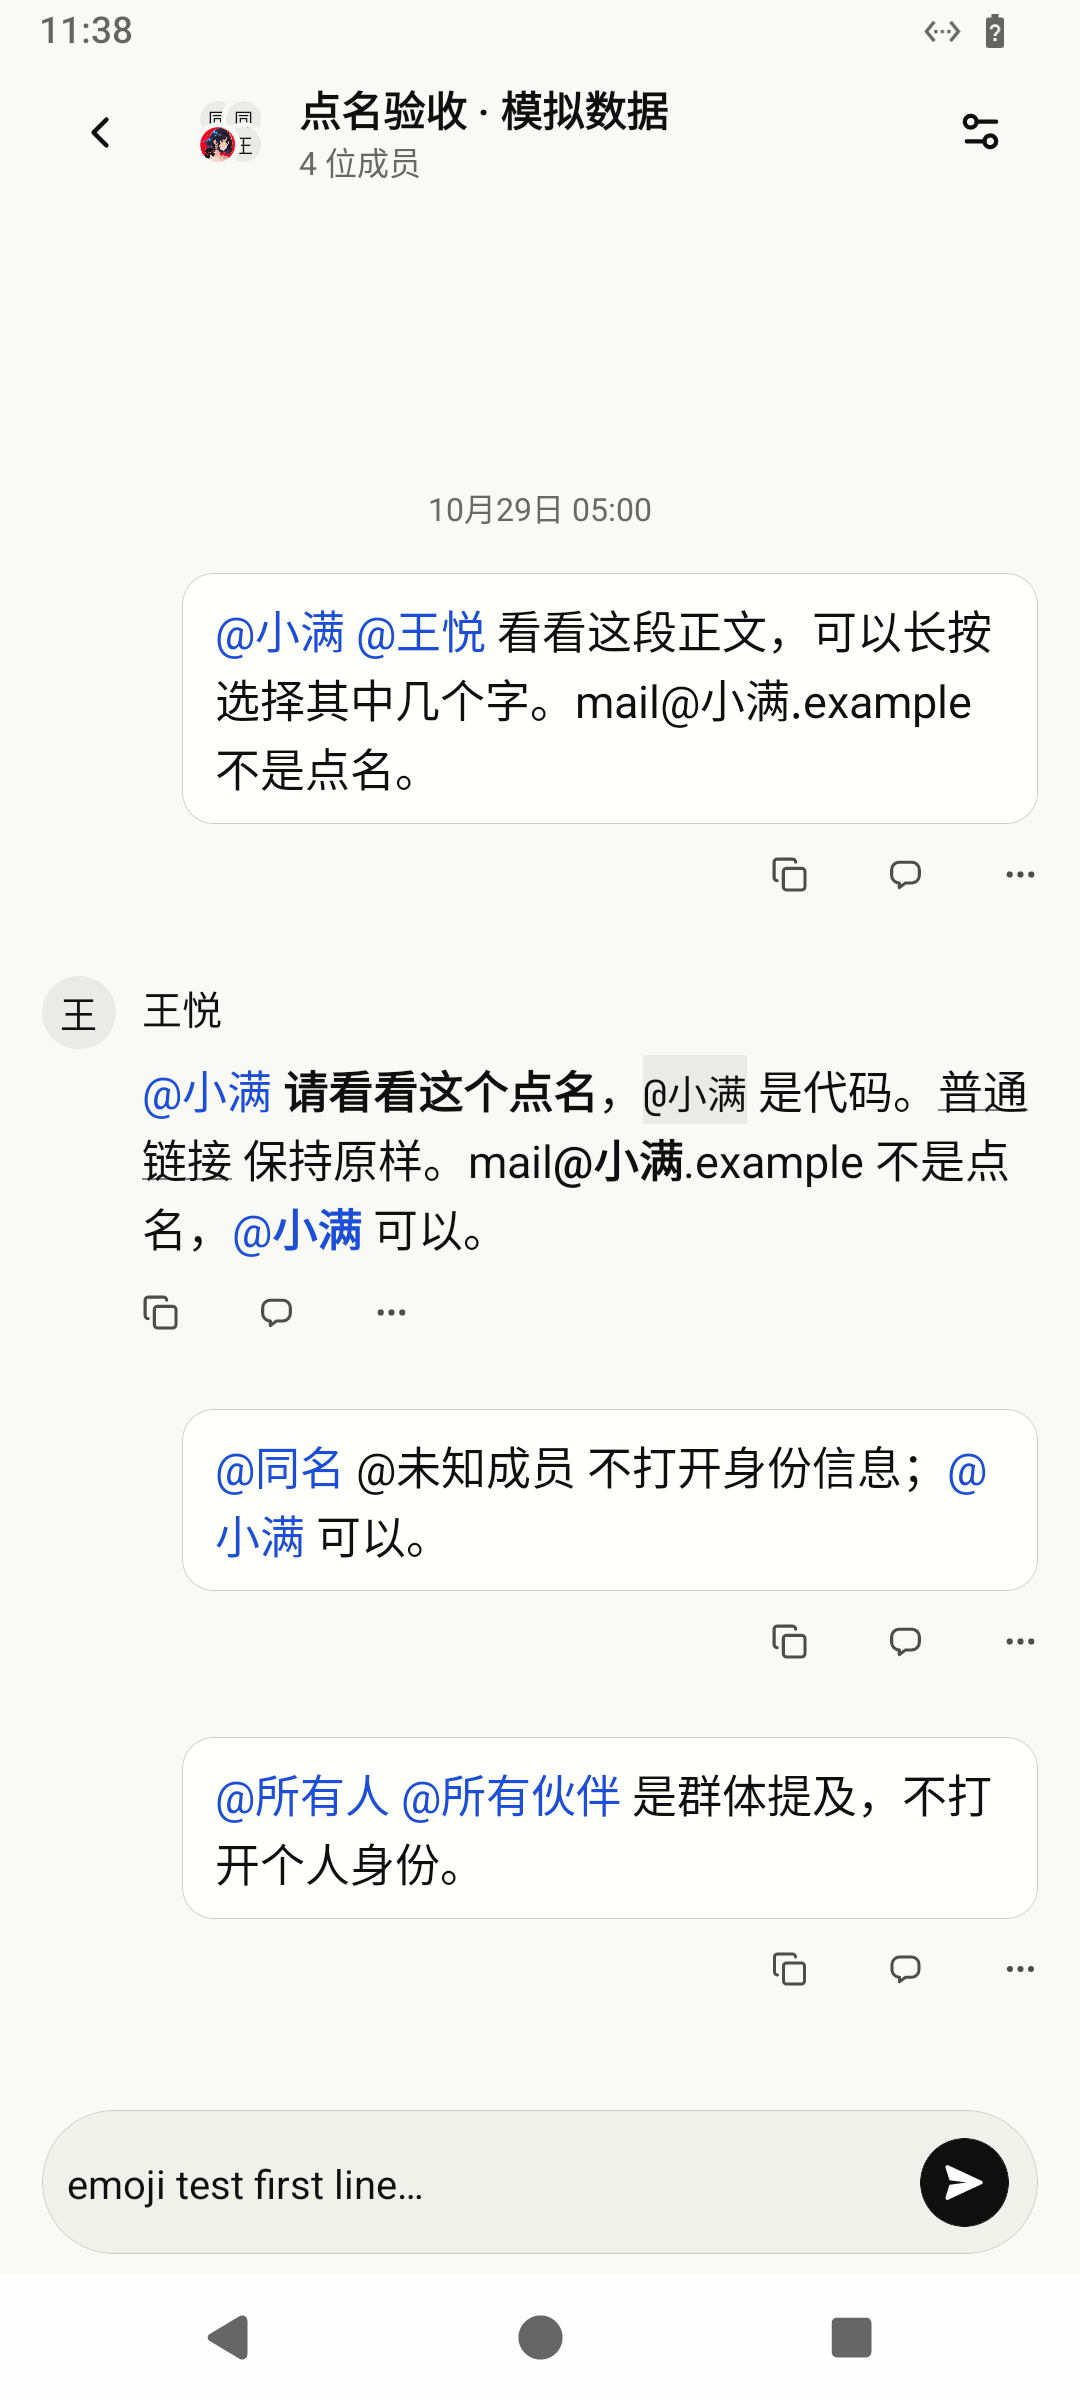 11:38
点名验收 · 模拟数据
4 位成员
10月29日 05:00
@小满 @王悦 看看这段正文，可以长按
选择其中几个字。mail@小满.example
不是点名。
王 王悦
@小满 请看看这个点名，@小满 是代码。普通
链接 保持原样。mail@小满.example 不是点
名，@小满 可以。
@同名 @未知成员 不打开身份信息；@
小满 可以。
@所有人 @所有伙伴 是群体提及，不打
开个人身份。
emoji test first line…